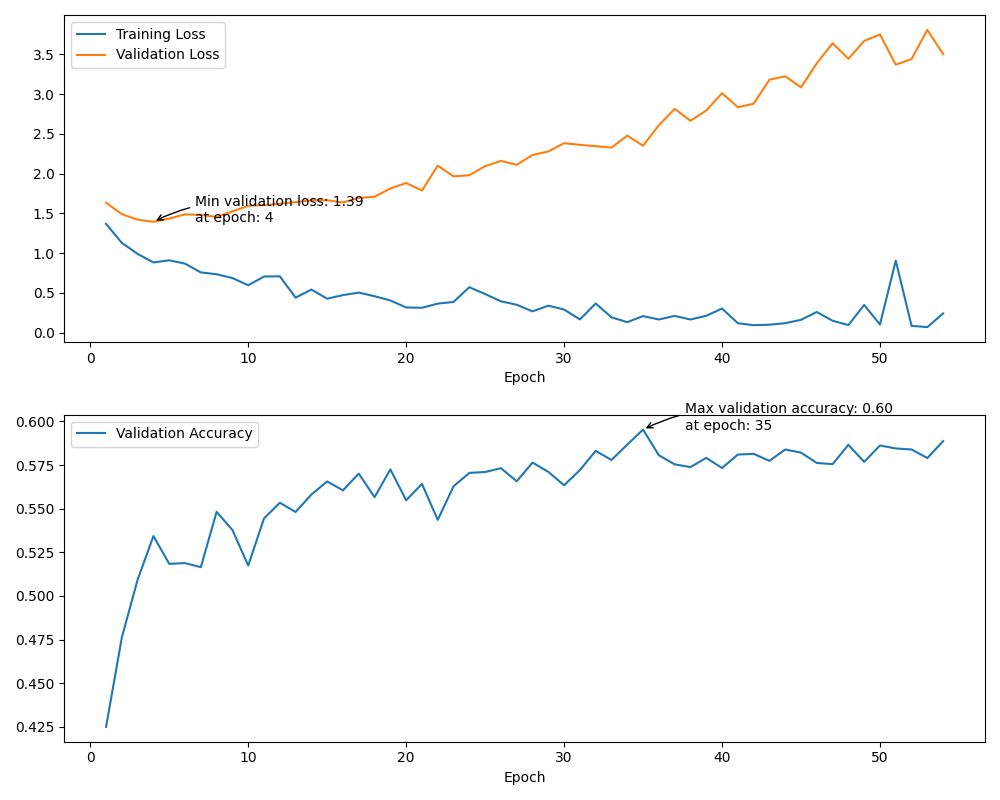 Training Loss
Validation Loss
3.5
3.0
2.5
2.0
1.5
1.0
0.5
0.0
Min validation loss: 1.39
at epoch: 4
0 10 20 30 40 50
Epoch
Max validation accuracy: 0.60
at epoch: 35
Validation Accuracy
0.600
0.575
0.550
0.525
0.500
0.475
0.450
0.425
0 10 20 30 40 50
Epoch